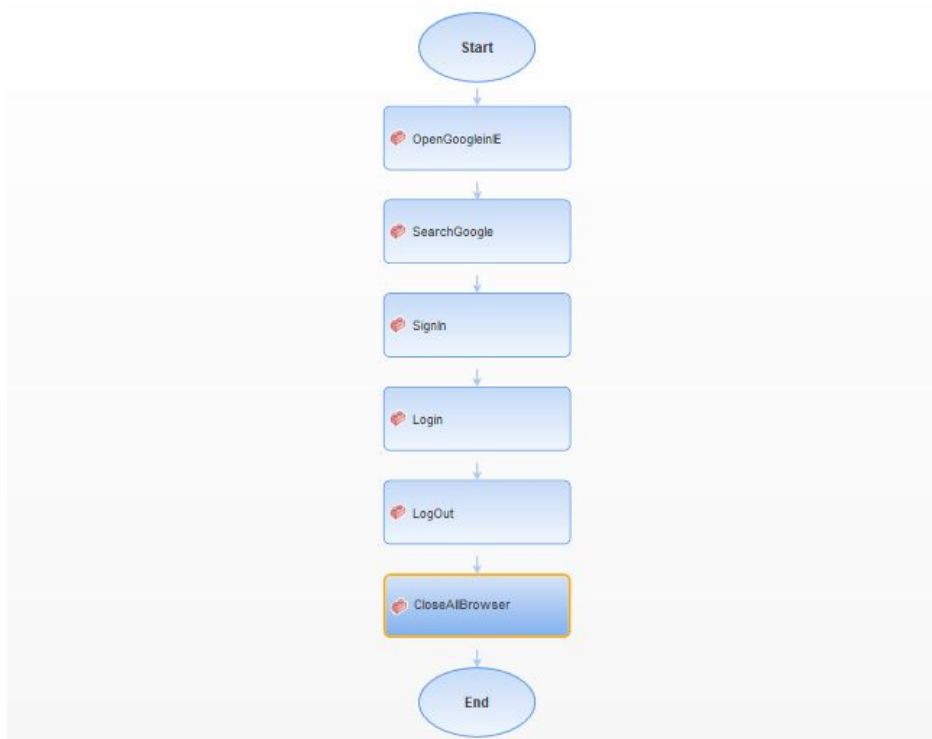 Start
OpenGoogleinIE
SearchGoogle
SignIn
Login
LogOut
CloseAllBrowser
End